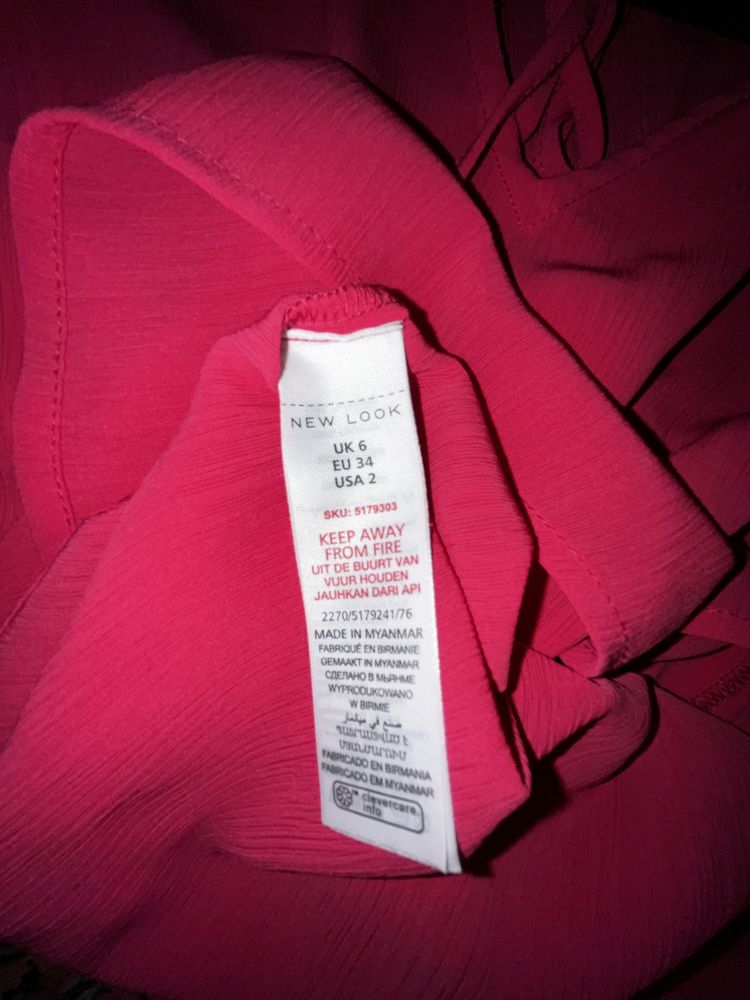 NEW LOOK
UK 6
EU 34
USA 2
SKU: 5179303
KEEP AWAY
FROM FIRE
UIT DE BUURT VAN
VUUR HOUDEN
JAUHKAN DARI API
2270/5179241/76
MADE IN MYANMAR
FABRIQUÉ EN BIRMANIE
GEMAAKT IN MYANMAR
СДЕЛАНО В МЬЯНМЕ
WYPRODUKOWANO
W BIRMIE
صنع في ميانمار
ՊԱՏՐԱՍՏՎԱԾ Է
ՄՅԱՆՄԱՐՈՒՄ
FABRICADO EN BIRMANIA
FABRICADO EM MYANMAR
clevercare
info